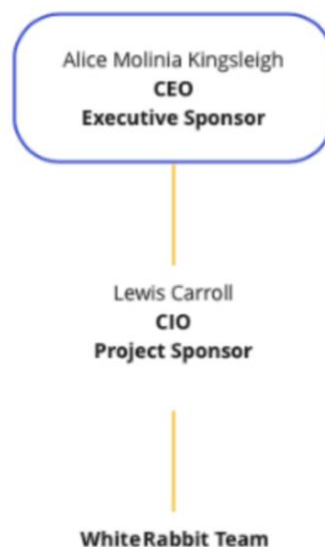 Alice Molinia Kingsleigh
CEO
Executive Sponsor
Lewis Carroll
CIO
Project Sponsor
WhiteRabbit Team